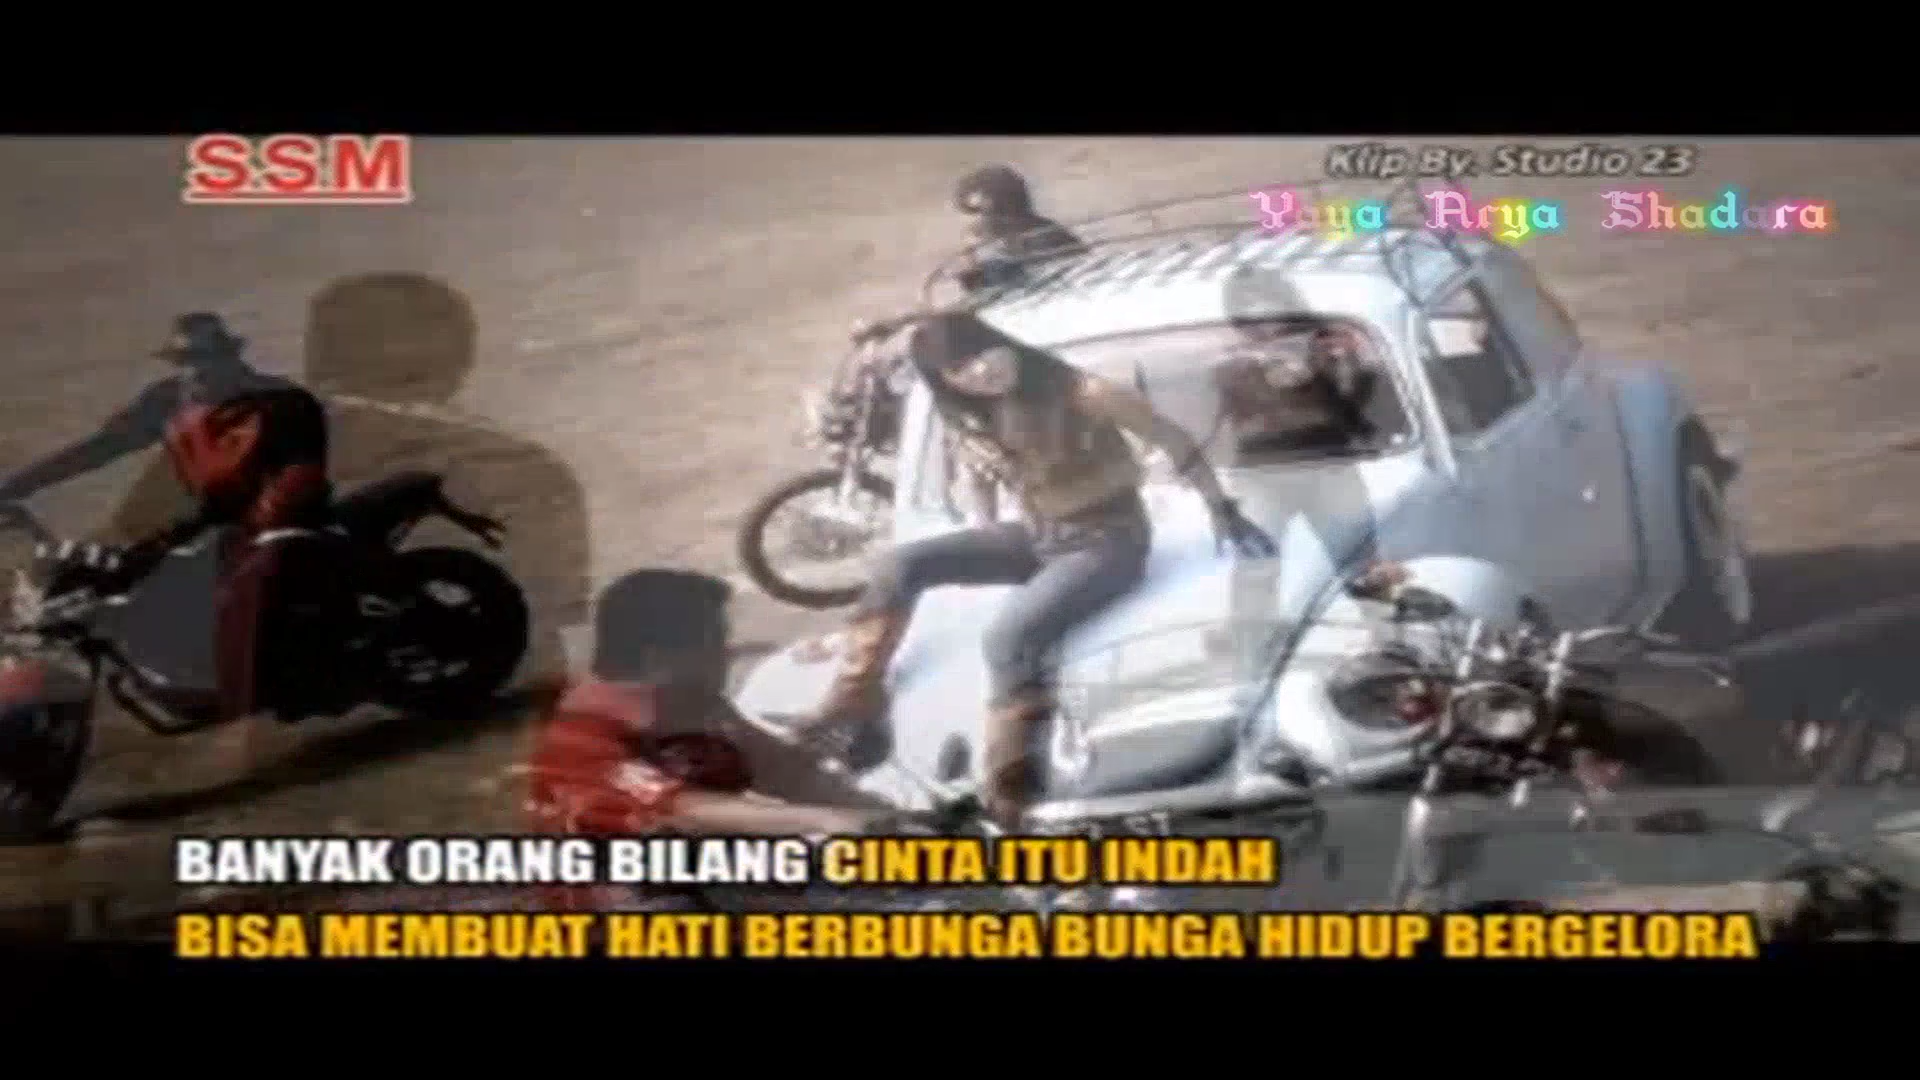 SSM
Klip By. Studio 23
Yaya Arya Shadara
BANYAK ORANG BILANG CINTA ITU INDAH
BISA MEMBUAT HATI BERBUNGA BUNGA HIDUP BERGELORA